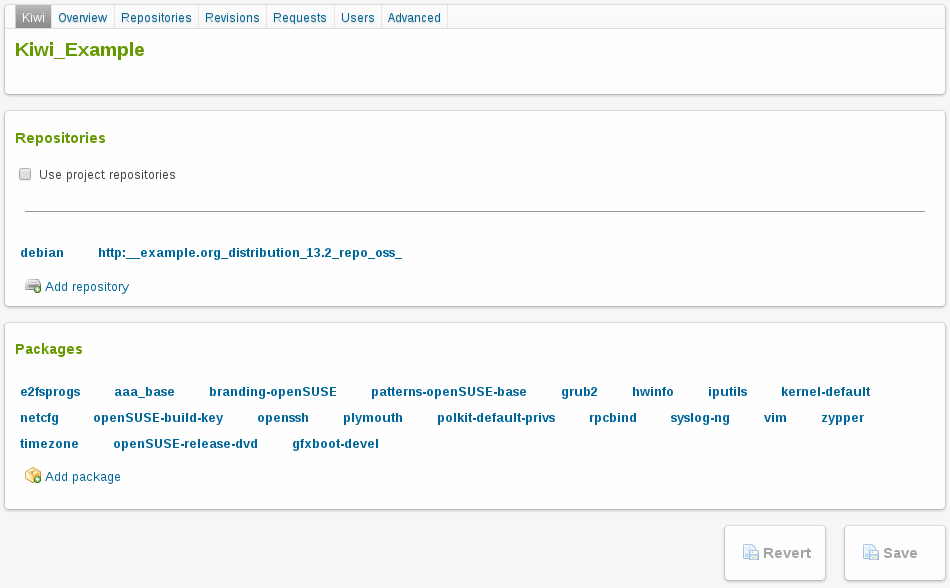 Kiwi Overview Repositories Revisions Requests Users Advanced
Kiwi_Example
Repositories
Use project repositories
debian http:__example.org_distribution_13.2_repo_oss_
Add repository
Packages
e2fsprogs aaa_base branding-openSUSE patterns-openSUSE-base grub2 hwinfo iputils kernel-default
netcfg openSUSE-build-key openssh plymouth polkit-default-privs rpcbind syslog-ng vim zypper
timezone openSUSE-release-dvd gfxboot-devel
Add package
Revert Save